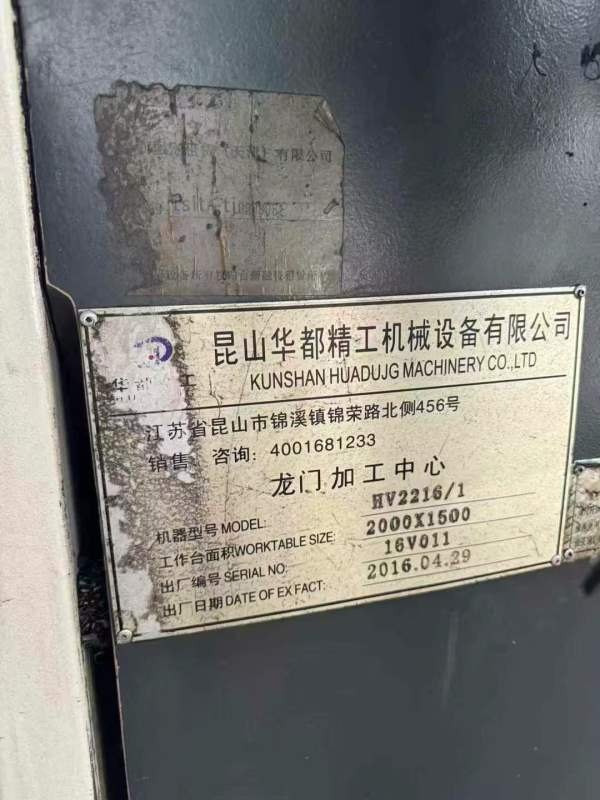 有限公司
昆山华都精工机械设备有限公司
KUNSHAN HUADUJG MACHINERY CO.,LTD
江苏省昆山市锦溪镇锦荣路北侧456号
销售 咨询: 4001681233
龙门加工中心
机器型号MODEL: HV2216/1
工作台面积WORKTABLE SIZE: 2000X1500
出厂编号SERIAL NO: 16V011
出厂日期DATE OF EX FACT: 2016.04.29